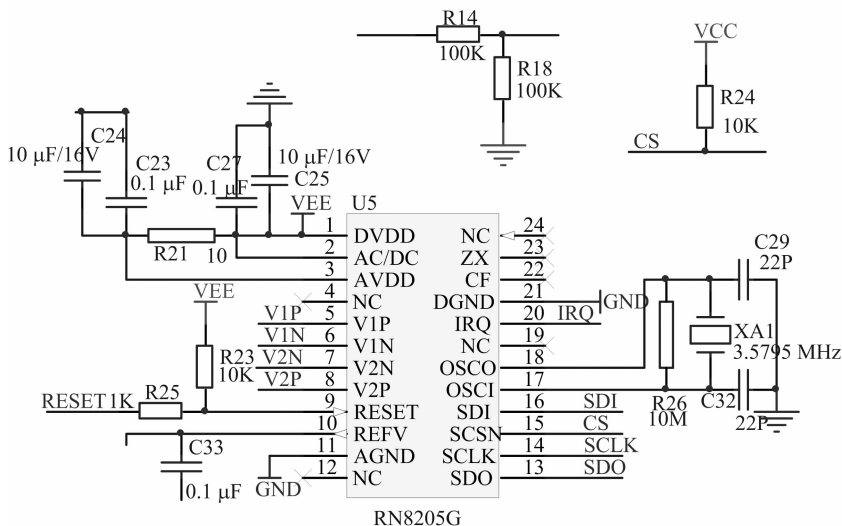 R14
100K
R18
100K
VCC
R24
10K
CS
C24
10 μF/16V
C23
0.1 μF
C27
0.1 μF
10 μF/16V
C25
VEE
R21
10
U5
1 DVDD
2 AC/DC
3 AVDD
4 NC
V1P 5 V1P
V1N 6 V1N
V2N 7 V2N
V2P 8 V2P
9 RESET
10 REFV
11 AGND
12 NC
NC 24
ZX 23
CF 22
DGND 21 GND
IRQ 20 IRQ
NC 19
OSCO 18
OSCI 17
SDI 16 SDI
SCSN 15 CS
SCLK 14 SCLK
SDO 13 SDO
VEE
R23
10K
RESET 1K
R25
C33
0.1 μF
GND
C29
22P
XA1
3.5795 MHz
R26
10M
C32
22P
RN8205G